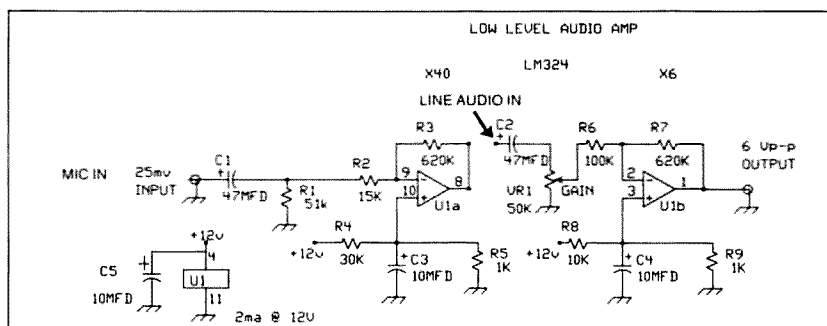 LOW LEVEL AUDIO AMP
LM324
X40
X6
LINE AUDIO IN
MIC IN
25mv
INPUT
C1
+
47MFD
R1
51k
R2
15K
R3
620K
9
-
10
+
8
U1a
C2
+
47MFD
VR1
50K
GAIN
R6
100K
R7
620K
2
-
3
+
1
U1b
6 Vp-p
OUTPUT
R4
+12v
30K
+
C3
10MFD
R5
1K
R8
+12v
10K
+
C4
10MFD
R9
1K
+12v
+
C5
10MFD
4
U1
11
2ma @ 12V